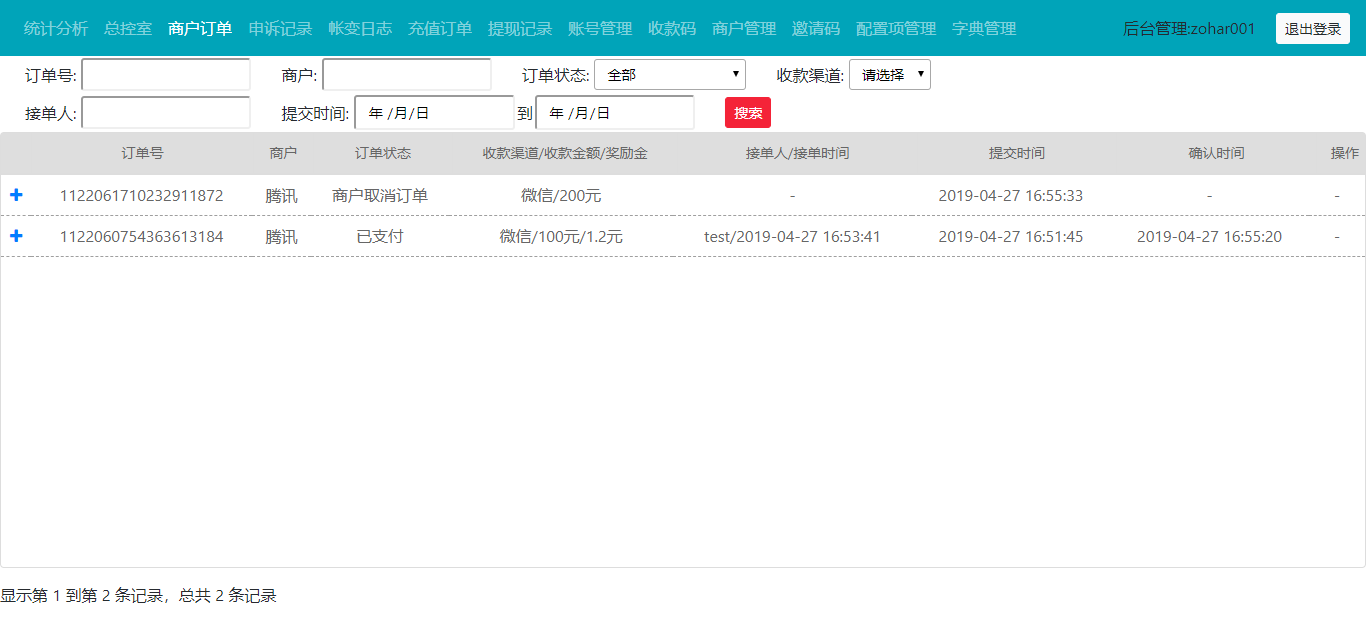 统计分析 总控室 商户订单 申诉记录 帐变日志 充值订单 提现记录 账号管理 收款码 商户管理 邀请码 配置项管理 字典管理 后台管理:zohar001 退出登录
订单号: 商户: 订单状态: 全部 收款渠道: 请选择
接单人: 提交时间: 年 /月/日 到 年 /月/日 搜索
订单号 商户 订单状态 收款渠道/收款金额/奖励金 接单人/接单时间 提交时间 确认时间 操作
1122061710232911872 腾讯 商户取消订单 微信/200元 - 2019-04-27 16:55:33 - -
1122060754363613184 腾讯 已支付 微信/100元/1.2元 test/2019-04-27 16:53:41 2019-04-27 16:51:45 2019-04-27 16:55:20 -
显示第 1 到第 2 条记录，总共 2 条记录